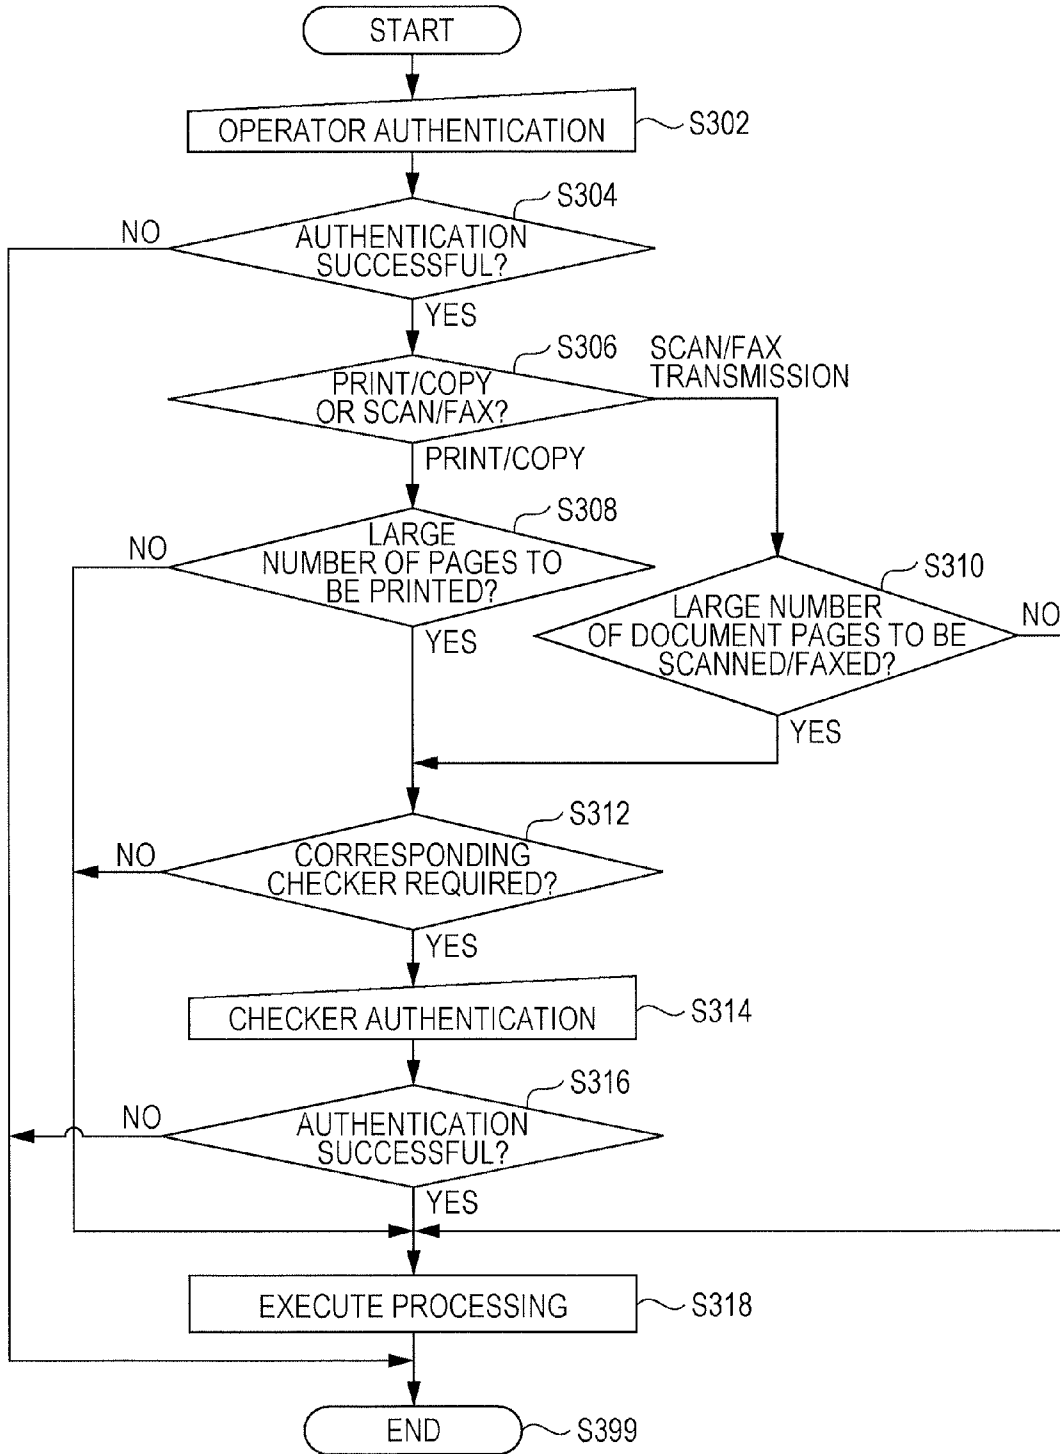 START
OPERATOR AUTHENTICATION
S302
S304
NO
AUTHENTICATION
SUCCESSFUL?
YES
S306
SCAN/FAX
TRANSMISSION
PRINT/COPY
OR SCAN/FAX?
PRINT/COPY
S308
NO
LARGE
NUMBER OF PAGES TO
BE PRINTED?
YES
S310
LARGE NUMBER
OF DOCUMENT PAGES TO BE
SCANNED/FAXED?
NO
YES
S312
NO
CORRESPONDING
CHECKER REQUIRED?
YES
CHECKER AUTHENTICATION
S314
S316
NO
AUTHENTICATION
SUCCESSFUL?
YES
EXECUTE PROCESSING
S318
END
S399